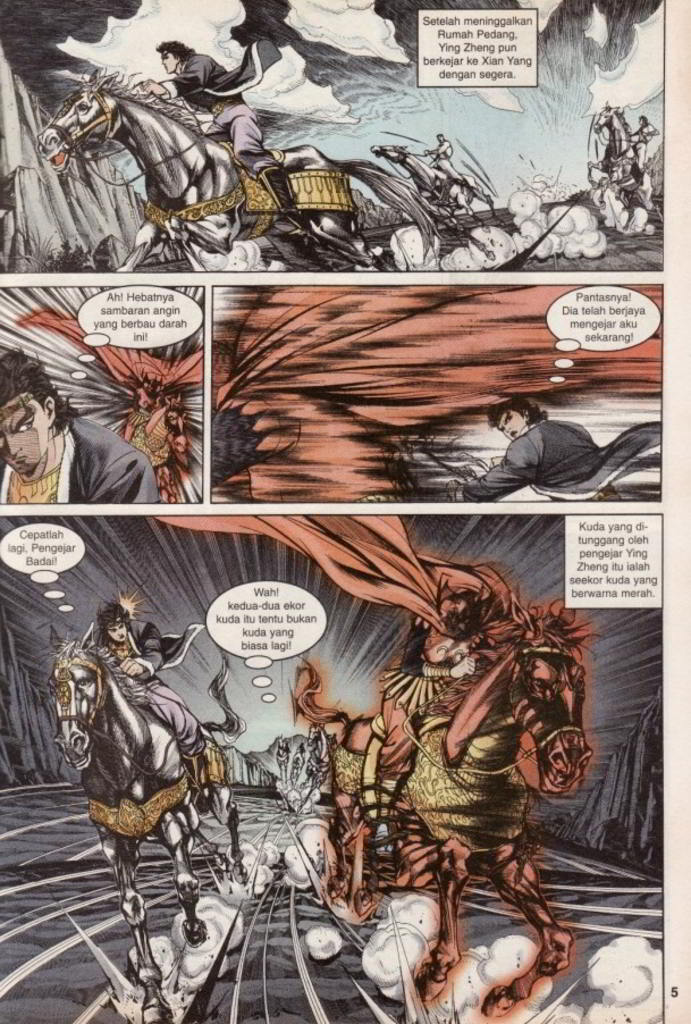 Setelah meninggalkan
Rumah Pedang,
Ying Zheng pun
berkejar ke Xian Yang
dengan segera.
Ah! Hebatnya
sambaran angin
yang berbau darah
ini!
Pantasnya!
Dia telah berjaya
mengejar aku
sekarang!
Cepatlah
lagi, Pengejar
Badai!
Wah!
kedua-dua ekor
kuda itu tentu bukan
kuda yang
biasa lagi!
Kuda yang di-
tunggang oleh
pengejar Ying
Zheng itu ialah
seekor kuda yang
berwarna merah.
5